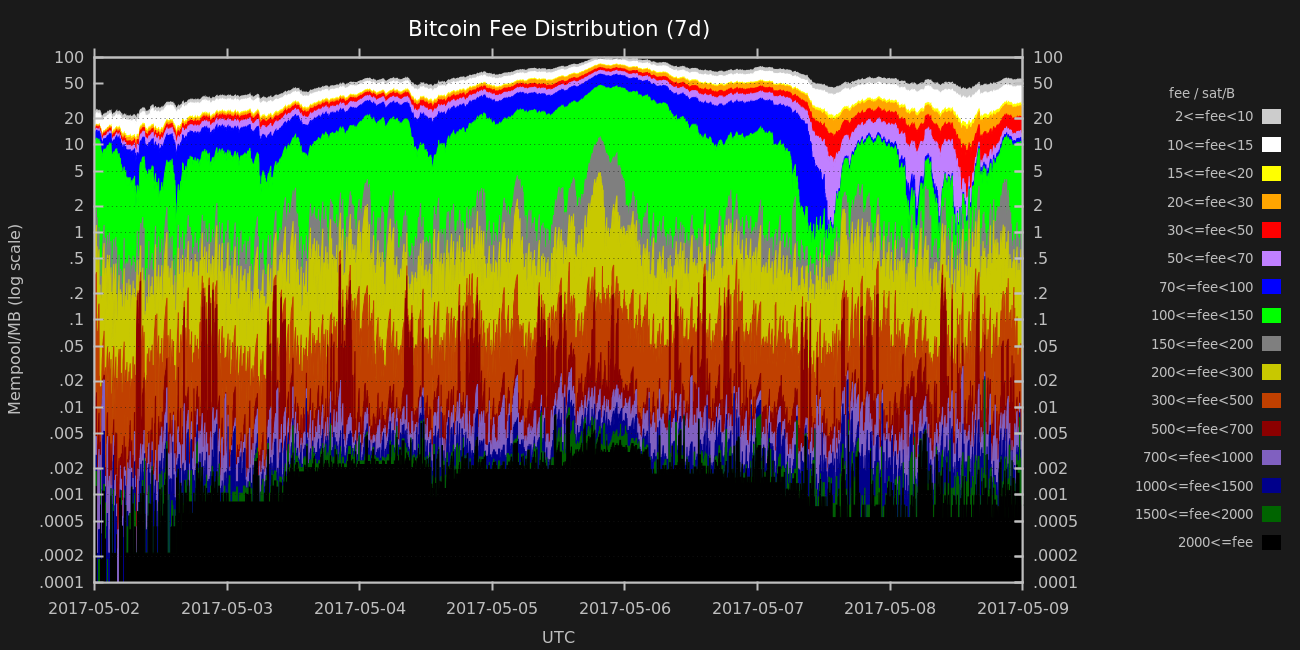 Bitcoin Fee Distribution (7d)
Mempool/MB (log scale)
100
50
20
10
5
2
1
.5
.2
.1
.05
.02
.01
.005
.002
.001
.0005
.0002
.0001
100
50
20
10
5
2
1
.5
.2
.1
.05
.02
.01
.005
.002
.001
.0005
.0002
.0001
2017-05-02 2017-05-03 2017-05-04 2017-05-05 2017-05-06 2017-05-07 2017-05-08 2017-05-09
UTC
fee / sat/B
2<=fee<10
10<=fee<15
15<=fee<20
20<=fee<30
30<=fee<50
50<=fee<70
70<=fee<100
100<=fee<150
150<=fee<200
200<=fee<300
300<=fee<500
500<=fee<700
700<=fee<1000
1000<=fee<1500
1500<=fee<2000
2000<=fee